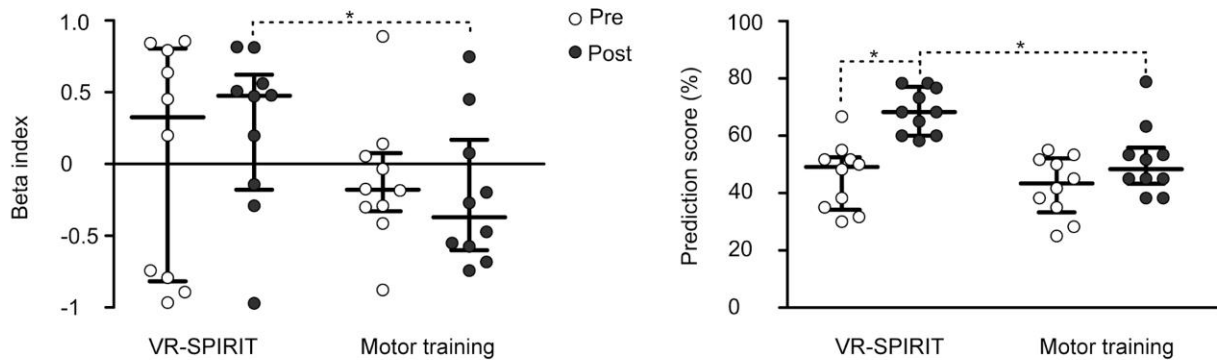 Beta index
1.0
0.5
0
-0.5
-1
*
VR-SPIRIT
Motor training
Pre
Post
Prediction score (%)
100
80
60
40
20
0
*
*
VR-SPIRIT
Motor training